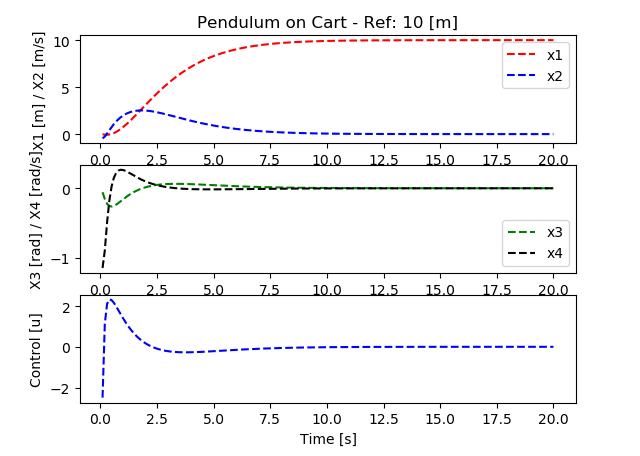 Pendulum on Cart - Ref: 10 [m]
X1 [m] / X2 [m/s]
10
5
0
x1
x2
0.0 2.5 5.0 7.5 10.0 12.5 15.0 17.5 20.0
X3 [rad] / X4 [rad/s]
0
−1
x3
x4
0.0 2.5 5.0 7.5 10.0 12.5 15.0 17.5 20.0
Control [u]
2
0
−2
0.0 2.5 5.0 7.5 10.0 12.5 15.0 17.5 20.0
Time [s]